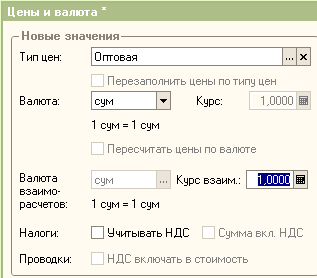 Цены и валюта *
Новые значения
Тип цен: Оптовая ... ×
Перезаполнить цены по типу цен
Валюта: сум Курс: 1,0000
1 сум = 1 сум
Пересчитать цены по валюте
Валюта взаимо-расчетов: сум ... Курс взаим.: 1,0000
1 сум = 1 сум
Налоги: Учитывать НДС Сумма вкл. НДС
Проводки: НДС включать в стоимость